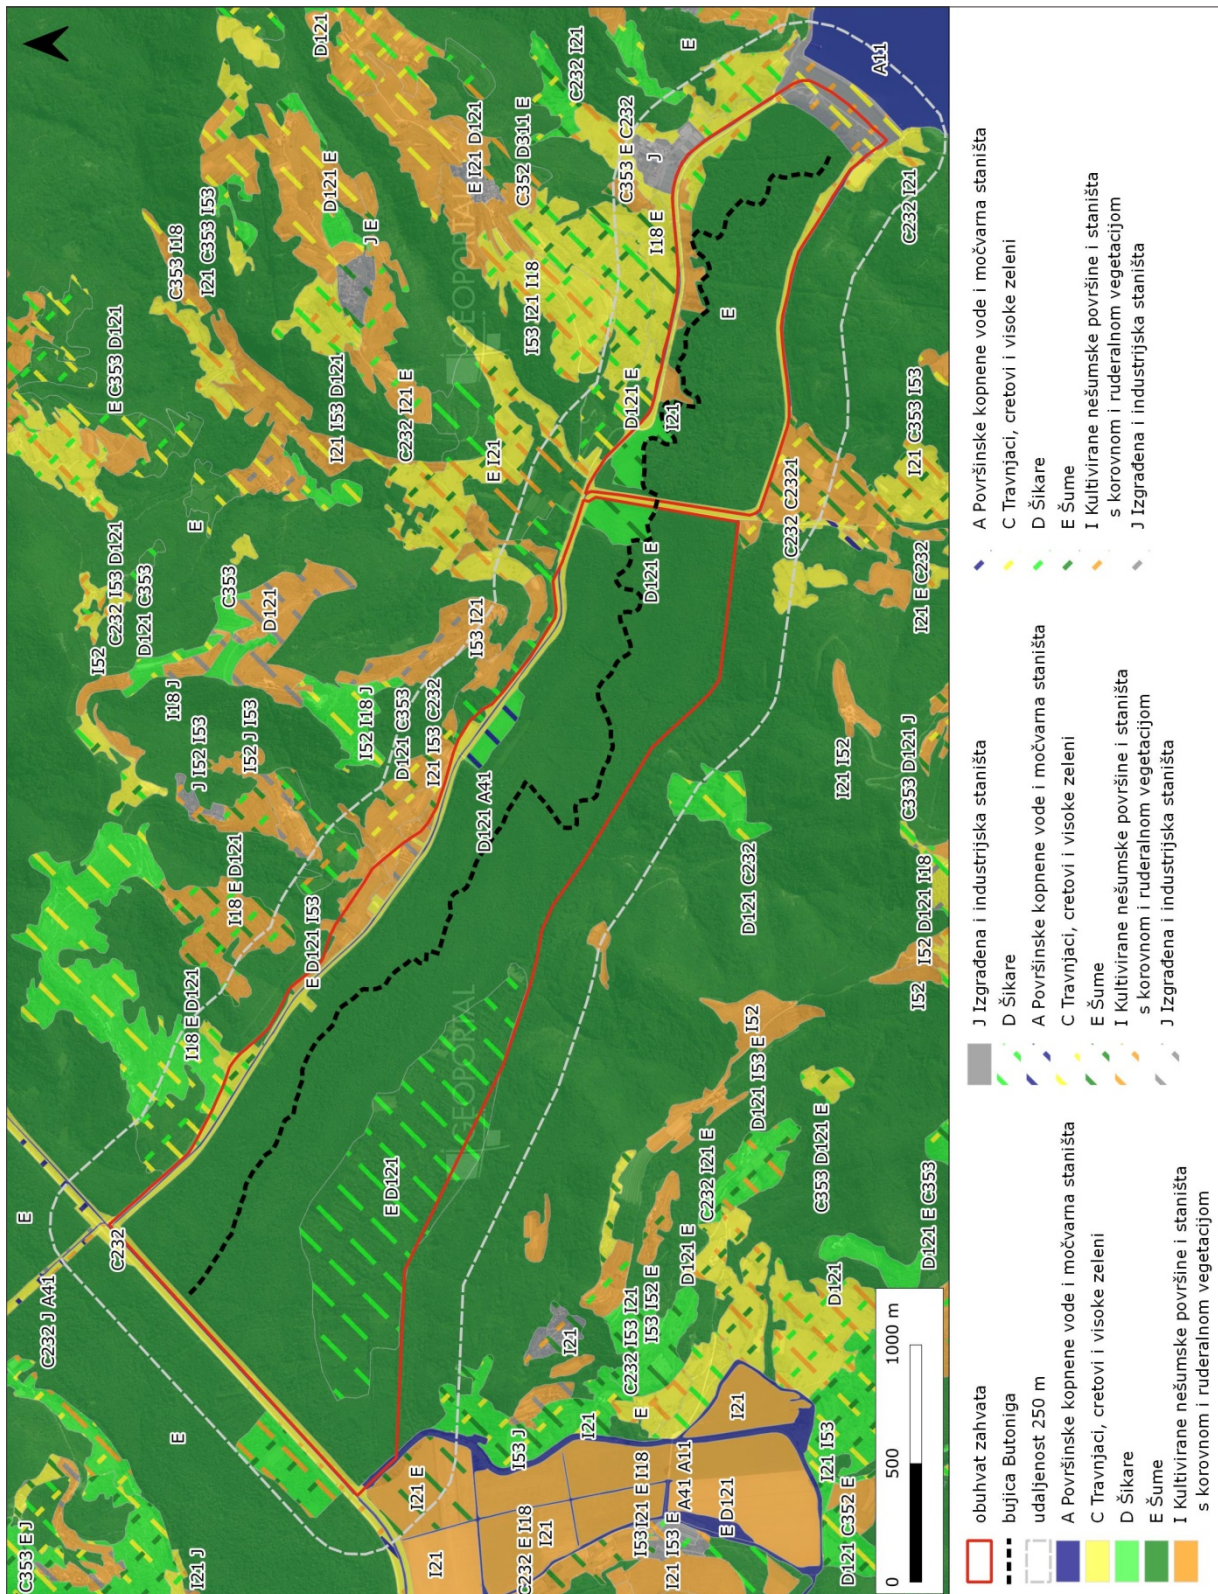 C353 E J
I21 J
E
C232 J A41
E
C232
I18 E D121
I18 E D121
E D121 I53
I52
J I52 I53
I18 J
I52 J I53
D121
C353
C232 I53 D121
D121 C353
I52 I18 J
D121 C353
I21 I53 C232
I53 I21
E
E C353 D121
I21 I53 D121
C232 I21 E
E I21
C353 I18
I21 C353 I53
D121 E
J E
D121
E I21 D121
C352 D311 E
I53 I21 I18
C232 I21
E
C353 E C232
J
I18 E
D121 E
I21
E
A11
C232 I21
D121 E
D121 A41
GEOPORTAL
GEOPORTAL
E D121
C232 C2321
I21 C353 I53
I21 E C232
I21 I52
C353 D121 J
D121 C232
I52 D121 I18
I52
I52
D121 I53 E
C232 I21 E
C353 D121 E
D121 E C353
D121 E
D121
I53 I52 E
C232 I53 I21
I21
E
I21
I21
I53 J
I21 E
I21
C232 E I18
I21
I53 I21 E I18
I21 I53 E
A41 A11
E D121
I21 I53
D121 C352 E
0 500 1000 m
obuhvat zahvata
bujica Butoniga
udaljenost 250 m
A Površinske kopnene vode i močvarna staništa
C Travnjaci, cretovi i visoke zeleni
D Šikare
E Šume
I Kultivirane nešumske površine i staništa
s korovnom i ruderalnom vegetacijom
J Izgrađena i industrijska staništa
D Šikare
A Površinske kopnene vode i močvarna staništa
C Travnjaci, cretovi i visoke zeleni
E Šume
I Kultivirane nešumske površine i staništa
s korovnom i ruderalnom vegetacijom
J Izgrađena i industrijska staništa
A Površinske kopnene vode i močvarna staništa
C Travnjaci, cretovi i visoke zeleni
D Šikare
E Šume
I Kultivirane nešumske površine i staništa
s korovnom i ruderalnom vegetacijom
J Izgrađena i industrijska staništa